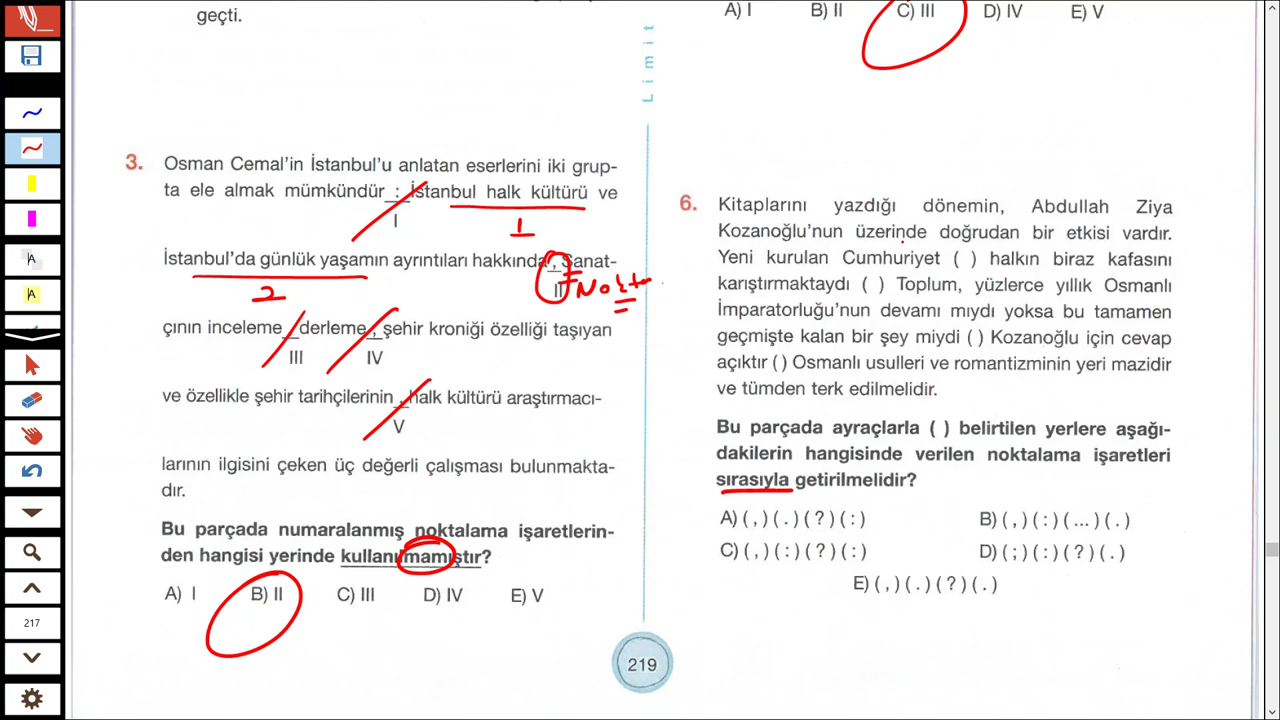 geçti.
3. Osman Cemal'in İstanbul'u anlatan eserlerini iki grup-
ta ele almak mümkündür : İstanbul halk kültürü ve
I
1
İstanbul'da günlük yaşamın ayrıntıları hakkında , Sanat-
2
II
Nokta
çının inceleme , derleme , şehir kroniği özelliği taşıyan
III
IV
ve özellikle şehir tarihçilerinin , halk kültürü araştırmacı-
V
larının ilgisini çeken üç değerli çalışması bulunmakta-
dır.
Bu parçada numaralanmış noktalama işaretlerin-
den hangisi yerinde kullanılmamıştır?
A) I B) II C) III D) IV E) V
Limit
A) I B) II C) III D) IV E) V
6. Kitaplarını yazdığı dönemin, Abdullah Ziya
Kozanoğlu'nun üzerinde doğrudan bir etkisi vardır.
Yeni kurulan Cumhuriyet ( ) halkın biraz kafasını
karıştırmaktaydı ( ) Toplum, yüzlerce yıllık Osmanlı
İmparatorluğu'nun devamı mıydı yoksa bu tamamen
geçmişte kalan bir şey miydi ( ) Kozanoğlu için cevap
açıktır ( ) Osmanlı usulleri ve romantizminin yeri mazidir
ve tümden terk edilmelidir.
Bu parçada ayraçlarla ( ) belirtilen yerlere aşağı-
dakilerin hangisinde verilen noktalama işaretleri
sırasıyla getirilmelidir?
A) ( , ) ( . ) ( ? ) ( : ) B) ( , ) ( : ) ( ... ) ( . )
C) ( , ) ( : ) ( ? ) ( : ) D) ( ; ) ( : ) ( ? ) ( . )
E) ( , ) ( . ) ( ? ) ( . )
219
A
A
217